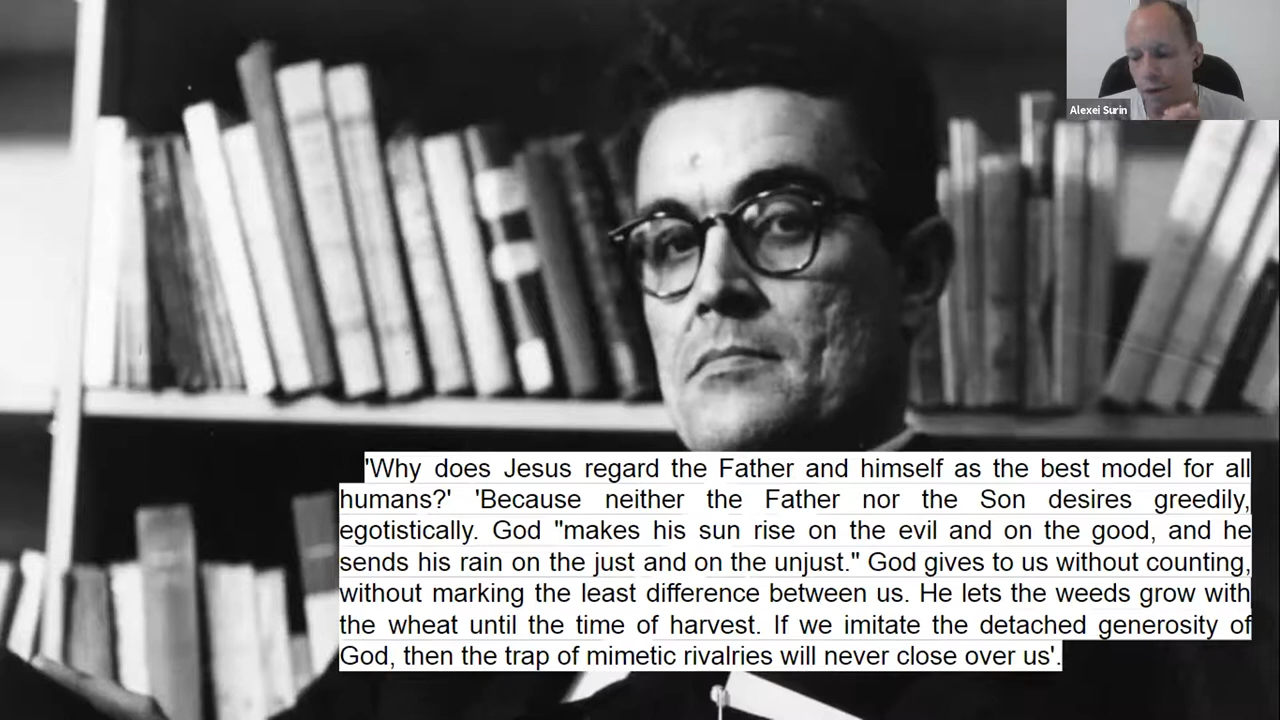 Alexei Surin
'Why does Jesus regard the Father and himself as the best model for all
humans?' 'Because neither the Father nor the Son desires greedily,
egotistically. God "makes his sun rise on the evil and on the good, and he
sends his rain on the just and on the unjust." God gives to us without counting,
without marking the least difference between us. He lets the weeds grow with
the wheat until the time of harvest. If we imitate the detached generosity of
God, then the trap of mimetic rivalries will never close over us'.